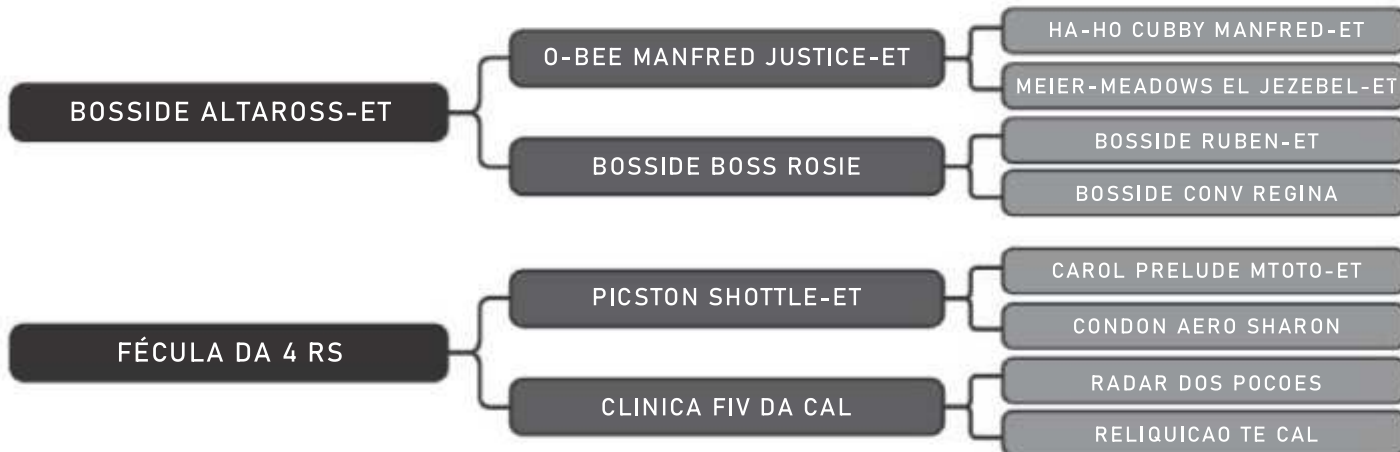 BOSSIDE ALTAROSS-ET
O-BEE MANFRED JUSTICE-ET
HA-HO CUBBY MANFRED-ET
MEIER-MEADOWS EL JEZEBEL-ET
BOSSIDE BOSS ROSIE
BOSSIDE RUBEN-ET
BOSSIDE CONV REGINA
FÉCULA DA 4 RS
PICSTON SHOTTLE-ET
CAROL PRELUDE MTOTO-ET
CONDON AERO SHARON
CLINICA FIV DA CAL
RADAR DOS POCOES
RELIQUICAO TE CAL